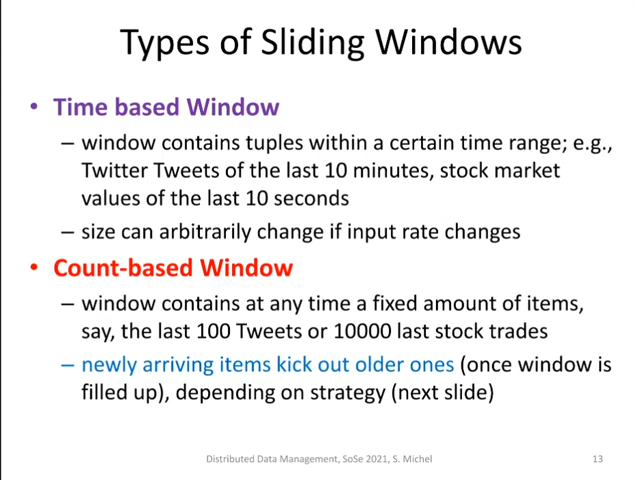 Types of Sliding Windows
• Time based Window
– window contains tuples within a certain time range; e.g.,
Twitter Tweets of the last 10 minutes, stock market
values of the last 10 seconds
– size can arbitrarily change if input rate changes
• Count-based Window
– window contains at any time a fixed amount of items,
say, the last 100 Tweets or 10000 last stock trades
– newly arriving items kick out older ones (once window is
filled up), depending on strategy (next slide)
Distributed Data Management, SoSe 2021, S. Michel
13